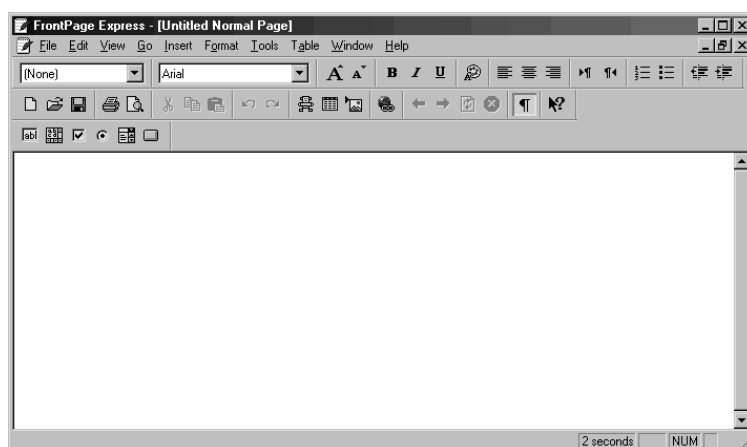 FrontPage Express - [Untitled Normal Page]
File Edit View Go Insert Format Tools Table Window Help
(None) Arial A A B I U
abl
2 seconds NUM